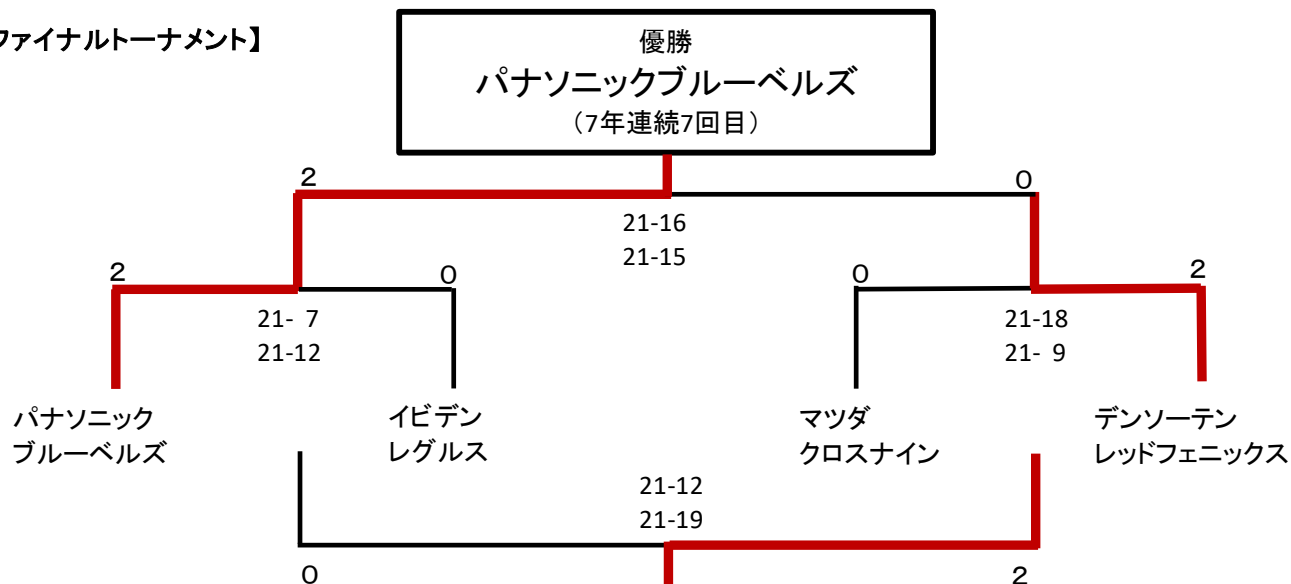 ファイナルトーナメント】
優勝
パナソニックブルーベルズ
（7年連続7回目）
2
0
21-16
21-15
2
0
0
2
21- 7
21-12
21-18
21- 9
パナソニック
ブルーベルズ
イビデン
レグルス
マツダ
クロスナイン
デンソーテン
レッドフェニックス
21-12
21-19
0
2